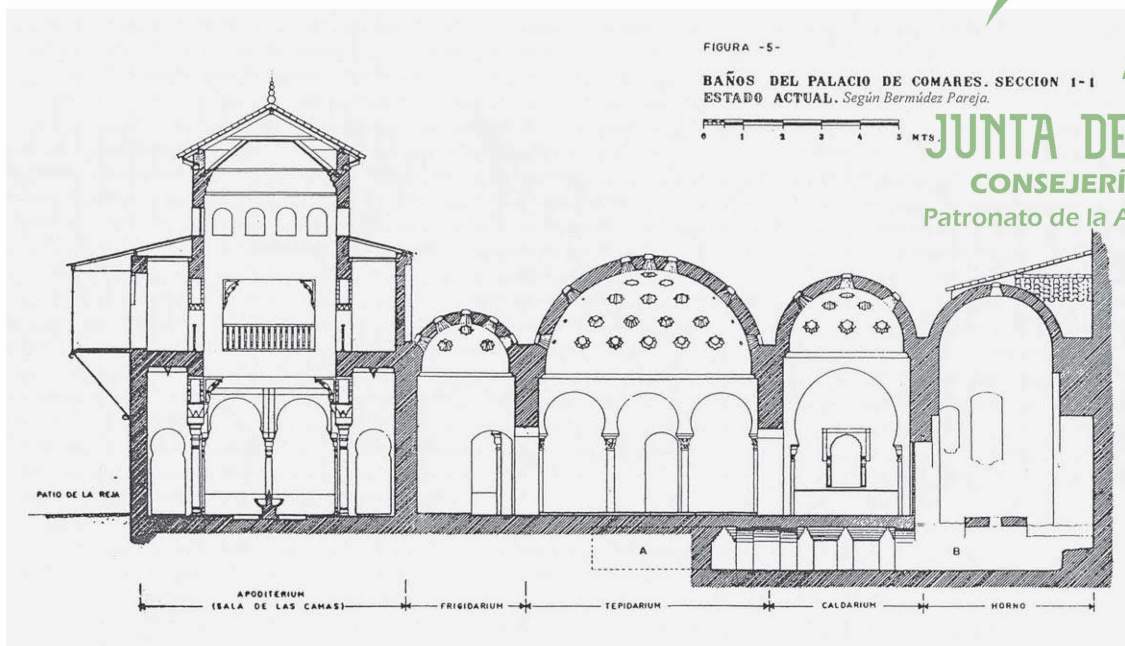 FIGURA -5-
BAÑOS DEL PALACIO DE COMARES. SECCION 1-1
ESTADO ACTUAL. Según Bermúdez Pareja.
0 1 2 3 4 5 MTS.
JUNTA DE
CONSEJERÍ
Patronato de la A
PATIO DE LA REJA
A
B
APODITERIUM
(SALA DE LAS CAMAS)
FRIGIDARIUM
TEPIDARIUM
CALDARIUM
HORNO